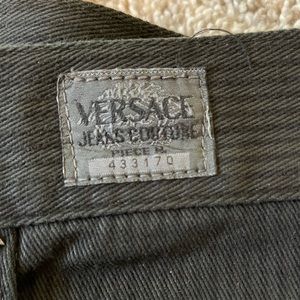 VERSACE
JEANS COUTURE
PIECE N.
433170